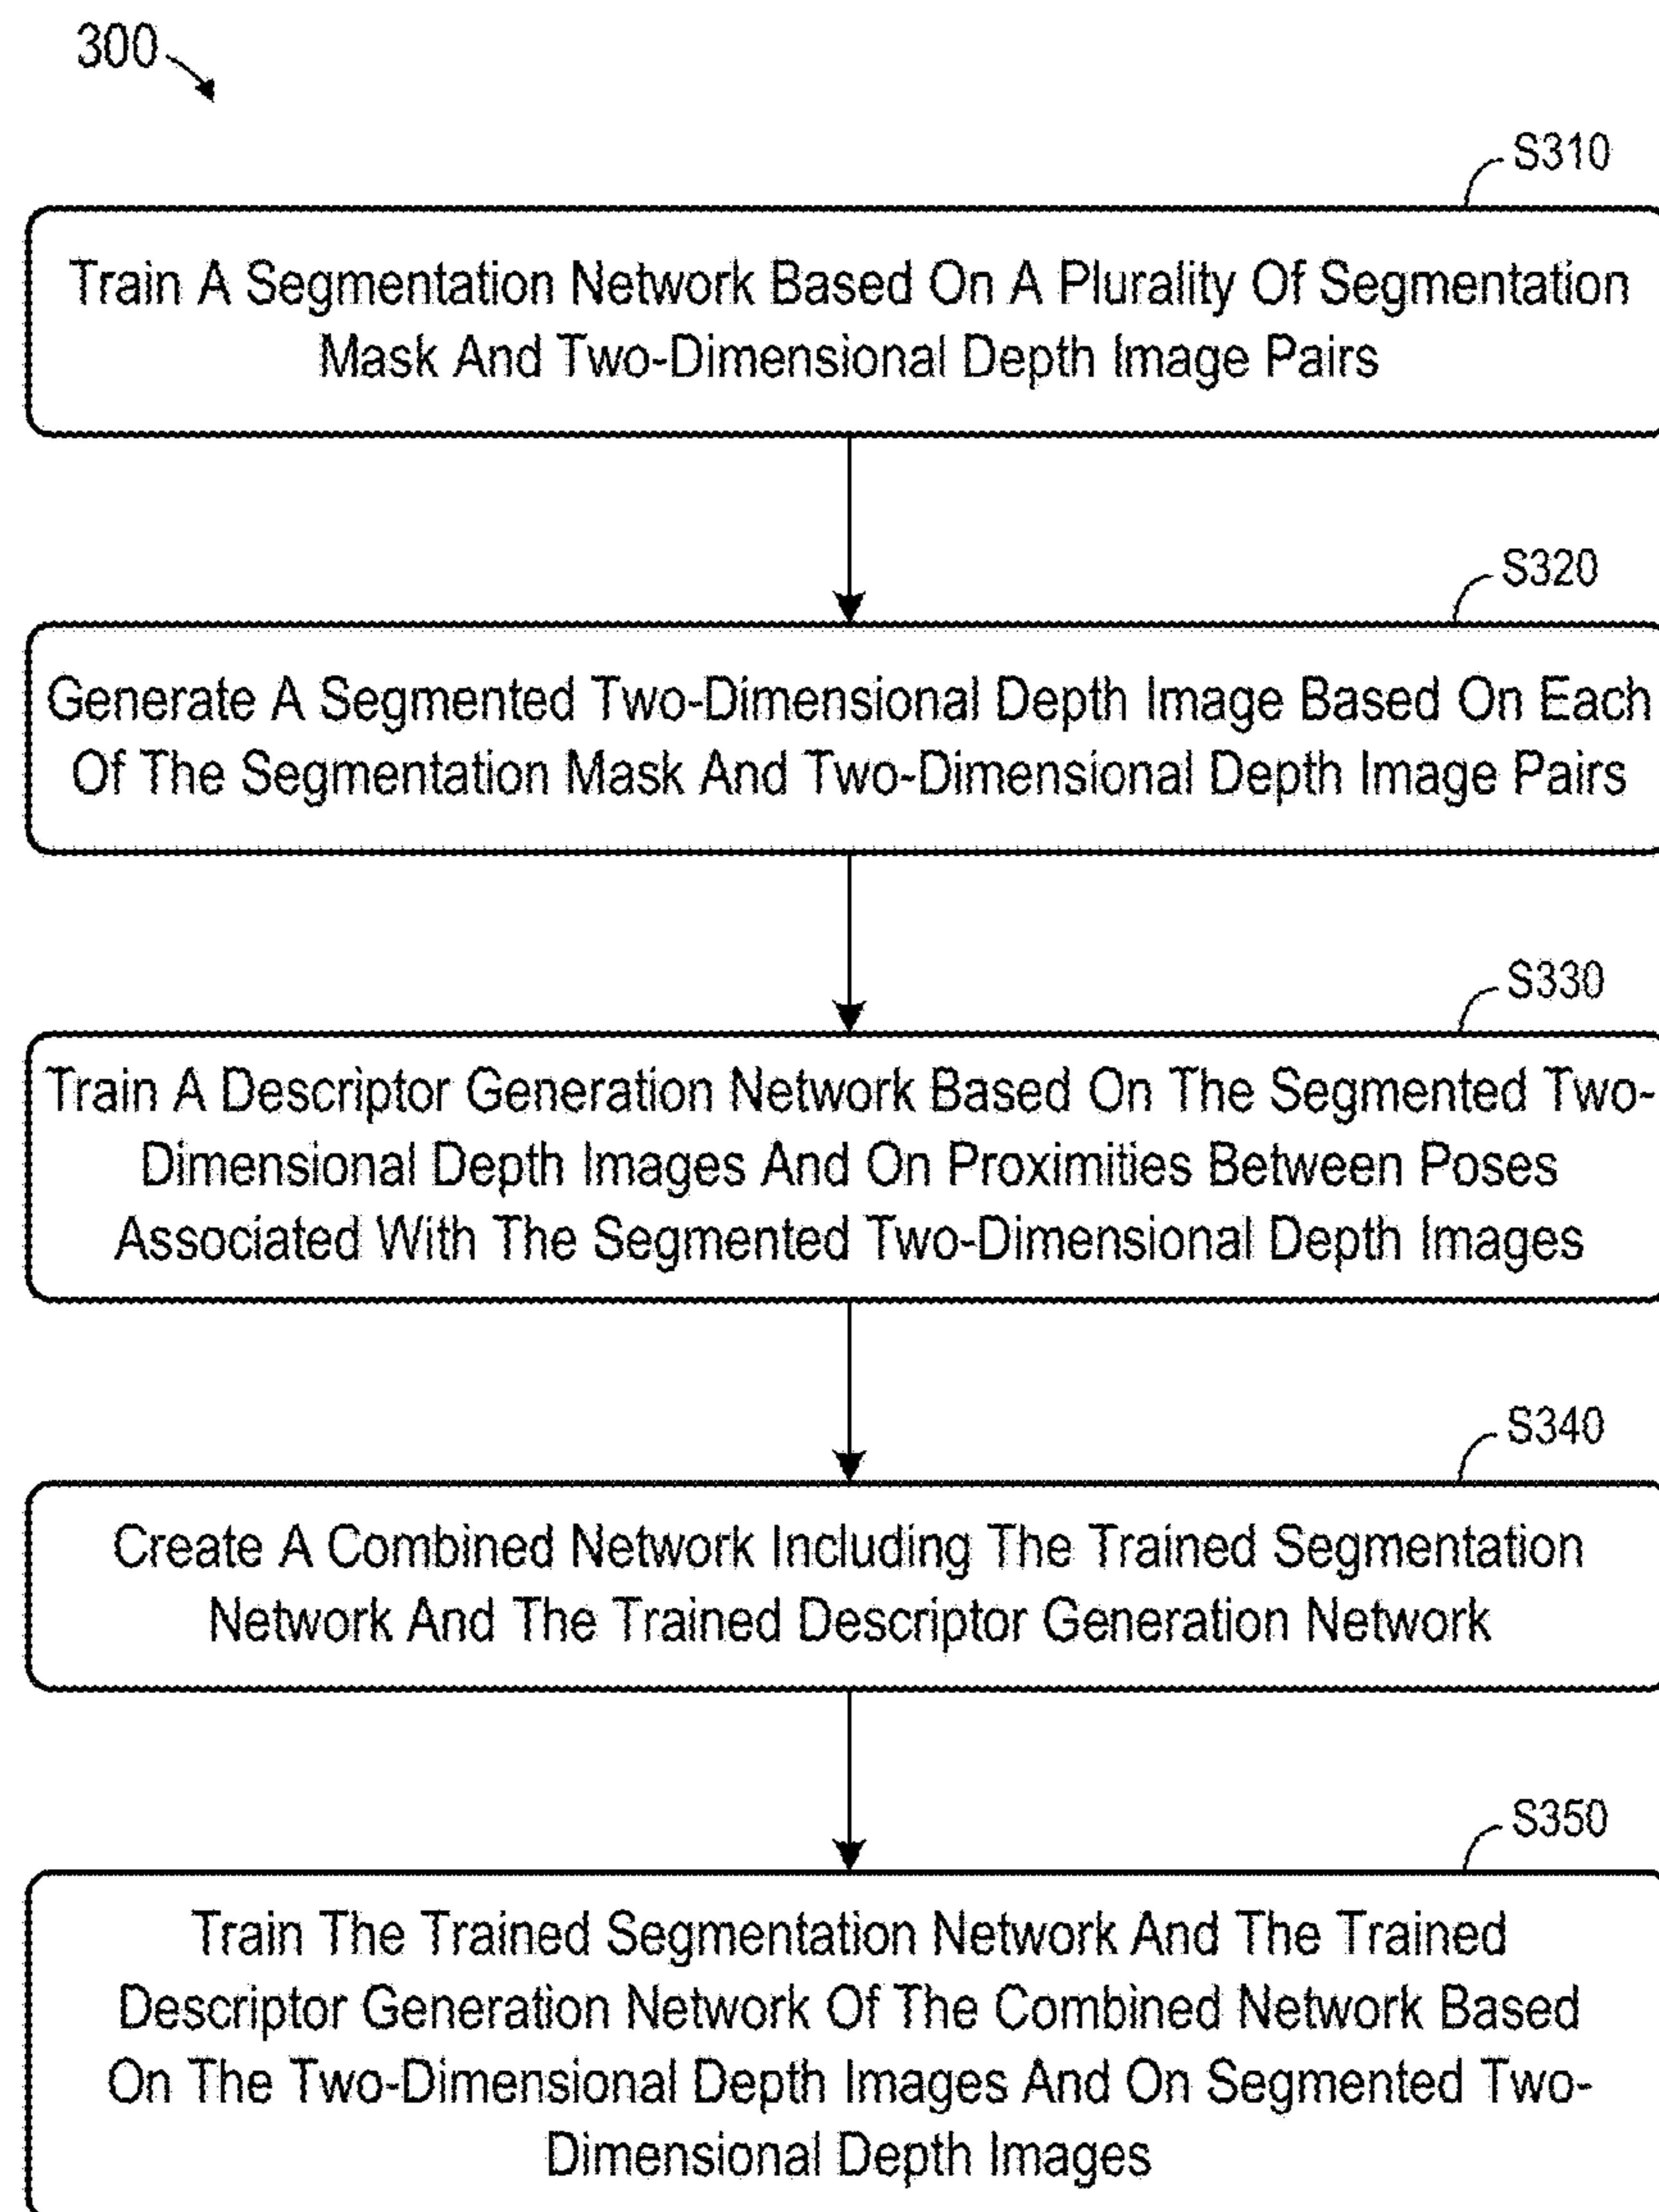 300
S310
Train A Segmentation Network Based On A Plurality Of Segmentation
Mask And Two-Dimensional Depth Image Pairs
S320
Generate A Segmented Two-Dimensional Depth Image Based On Each
Of The Segmentation Mask And Two-Dimensional Depth Image Pairs
S330
Train A Descriptor Generation Network Based On The Segmented Two-
Dimensional Depth Images And On Proximities Between Poses
Associated With The Segmented Two-Dimensional Depth Images
S340
Create A Combined Network Including The Trained Segmentation
Network And The Trained Descriptor Generation Network
S350
Train The Trained Segmentation Network And The Trained
Descriptor Generation Network Of The Combined Network Based
On The Two-Dimensional Depth Images And On Segmented Two-
Dimensional Depth Images